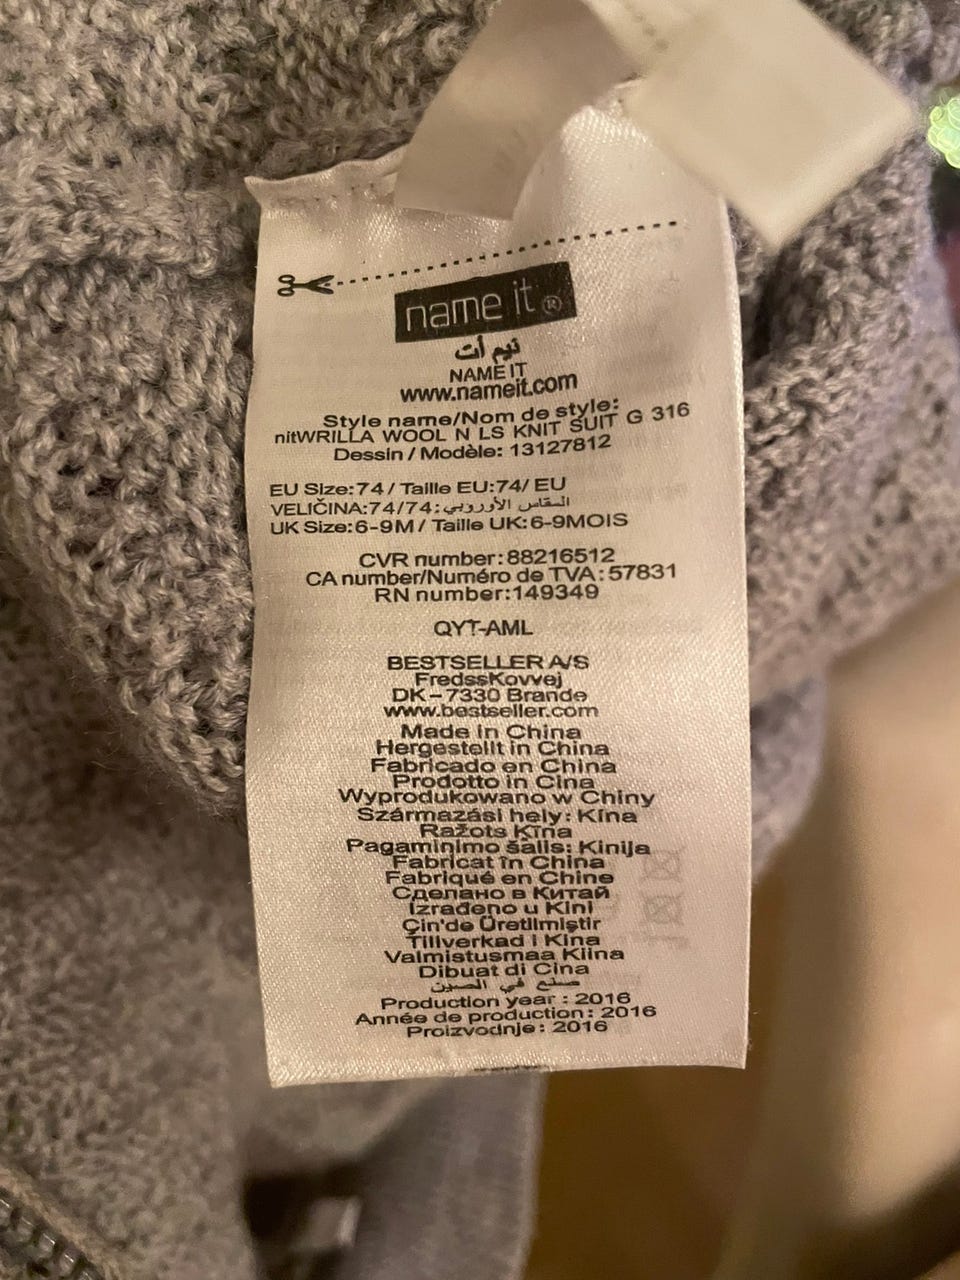 name it®
نيم أت
NAME IT
www.nameit.com
Style name/Nom de style:
nitWRILLA WOOL N LS KNIT SUIT G 316
Dessin / Modèle: 13127812
EU Size:74 / Taille EU:74/ EU
VELIČINA:74/74:المقاس الأوروبي
UK Size:6-9M / Taille UK:6-9MOIS
CVR number:88216512
CA number/Numéro de TVA:57831
RN number:149349
QYT-AML
BESTSELLER A/S
FredssKovvej
DK-7330 Brande
www.bestseller.com
Made in China
Hergestellt in China
Fabricado en China
Prodotto in Cina
Wyprodukowano w Chiny
Származási hely: Kína
Ražots Ķīna
Pagaminimo šalis: Kinija
Fabricat în China
Fabriqué en Chine
Сделано в Китай
Izrađeno u Kini
Çin'de Üretilmiştir
Tillverkad i Kina
Valmistusmaa Kiina
Dibuat di Cina
صنع في الصين
Production year : 2016
Année de production: 2016
Proizvodnje: 2016